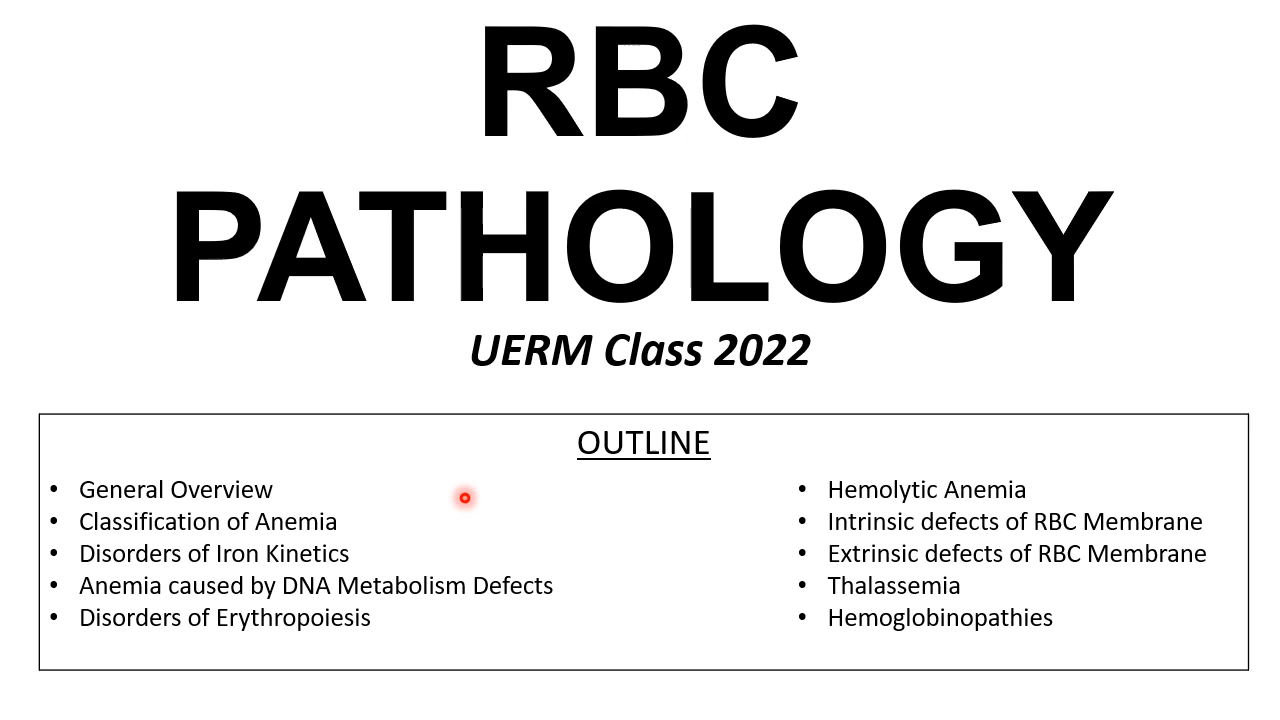 RBC
PATHOLOGY
UERM Class 2022
OUTLINE
• General Overview
• Classification of Anemia
• Disorders of Iron Kinetics
• Anemia caused by DNA Metabolism Defects
• Disorders of Erythropoiesis
• Hemolytic Anemia
• Intrinsic defects of RBC Membrane
• Extrinsic defects of RBC Membrane
• Thalassemia
• Hemoglobinopathies